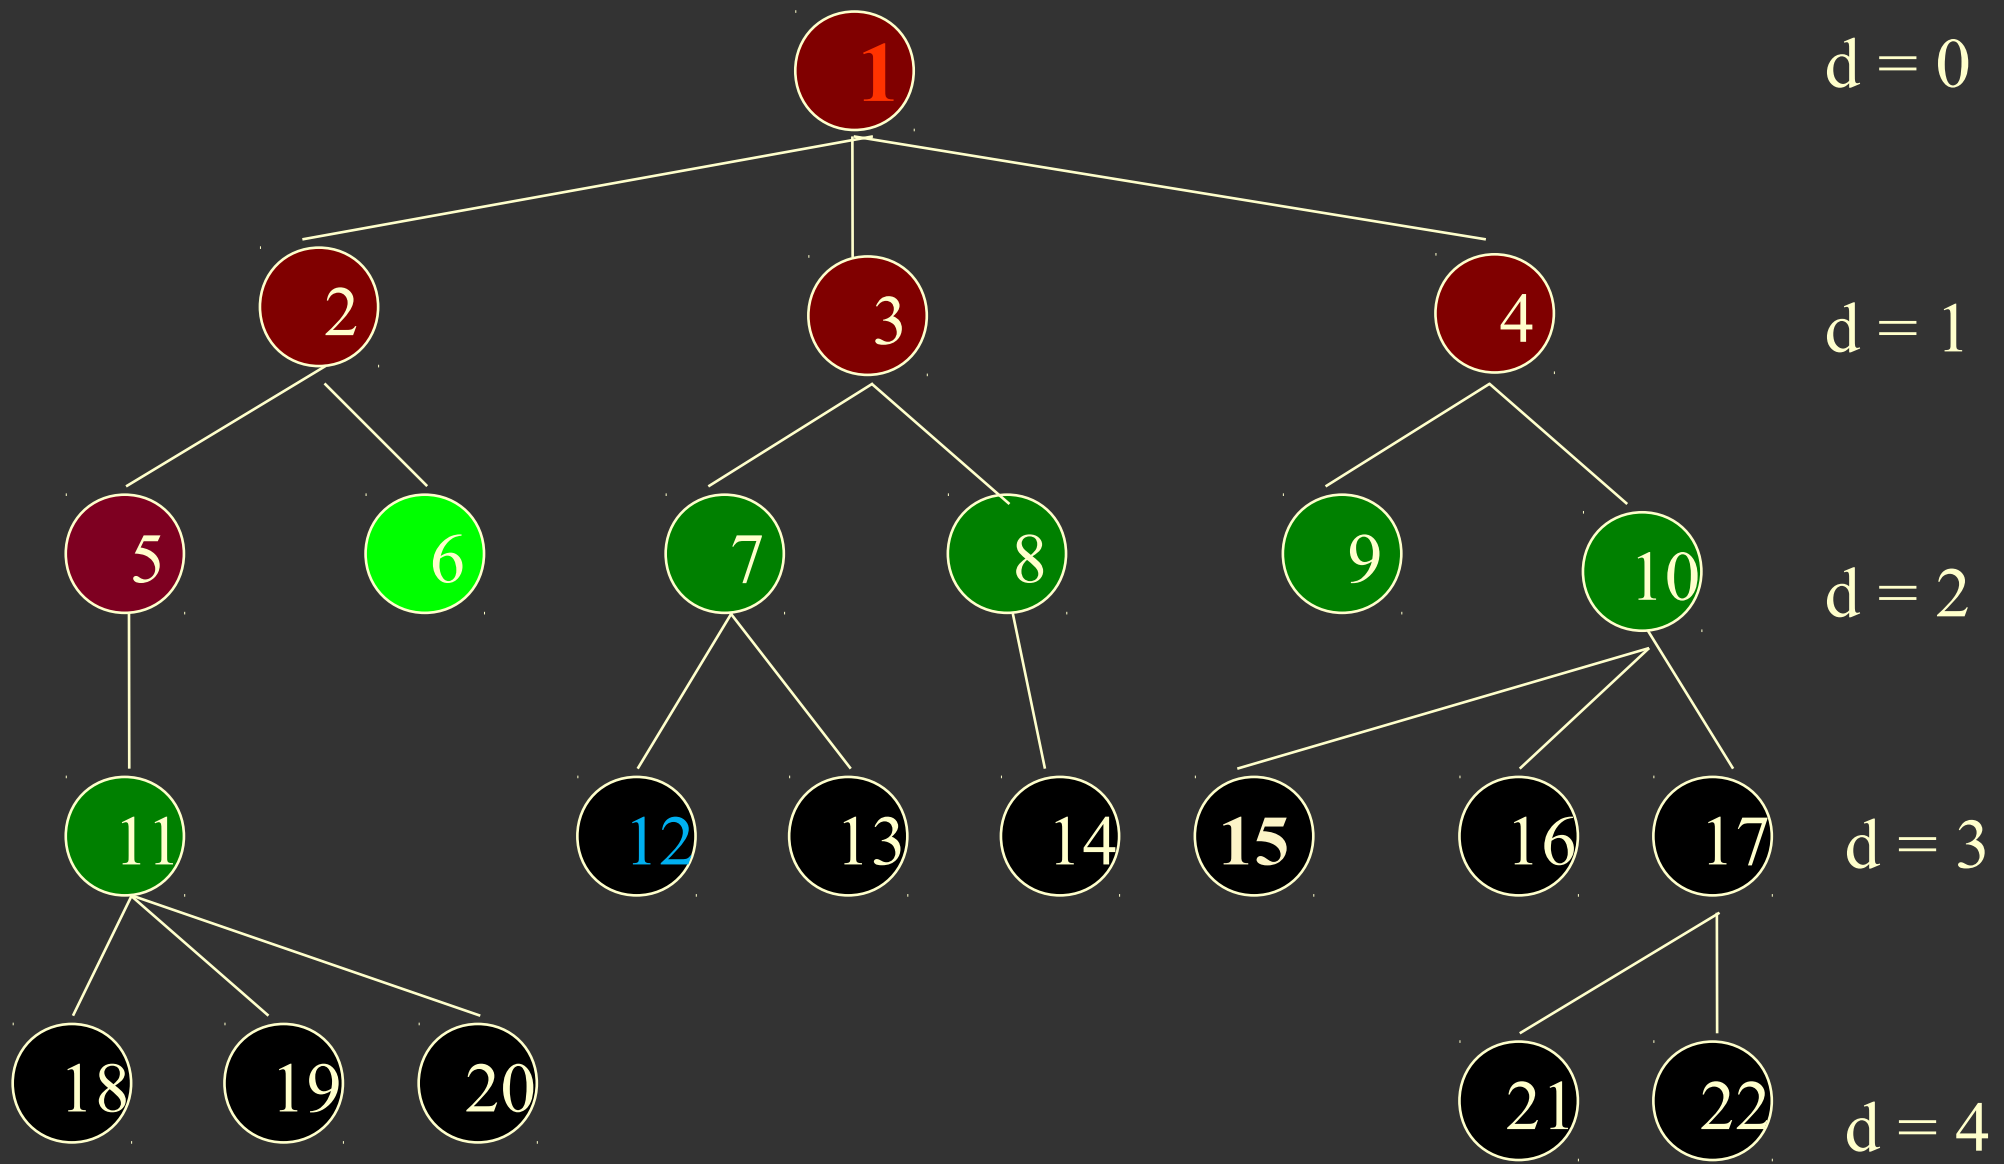 1 d = 0
2 3 4 d = 1
5 6 7 8 9 10 d = 2
11 12 13 14 15 16 17 d = 3
18 19 20 21 22 d = 4